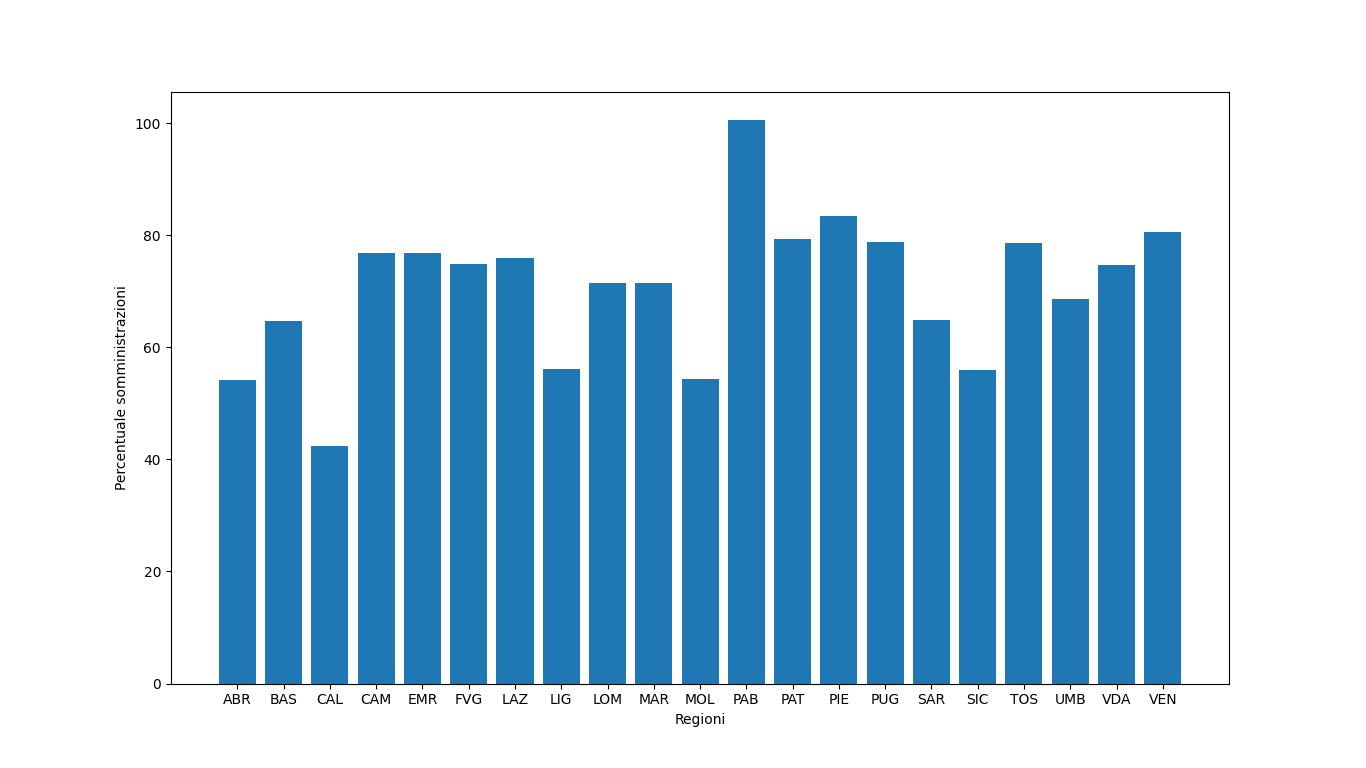 100
80
60
40
20
0
Percentuale somministrazioni
ABR BAS CAL CAM EMR FVG LAZ LIG LOM MAR MOL PAB PAT PIE PUG SAR SIC TOS UMB VDA VEN
Regioni